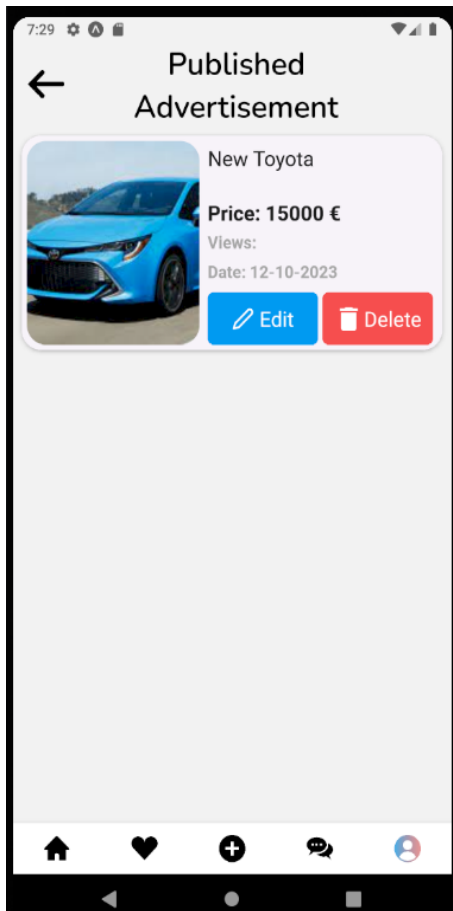 7:29
Published
Advertisement
New Toyota
Price: 15000 €
Views:
Date: 12-10-2023
Edit
Delete